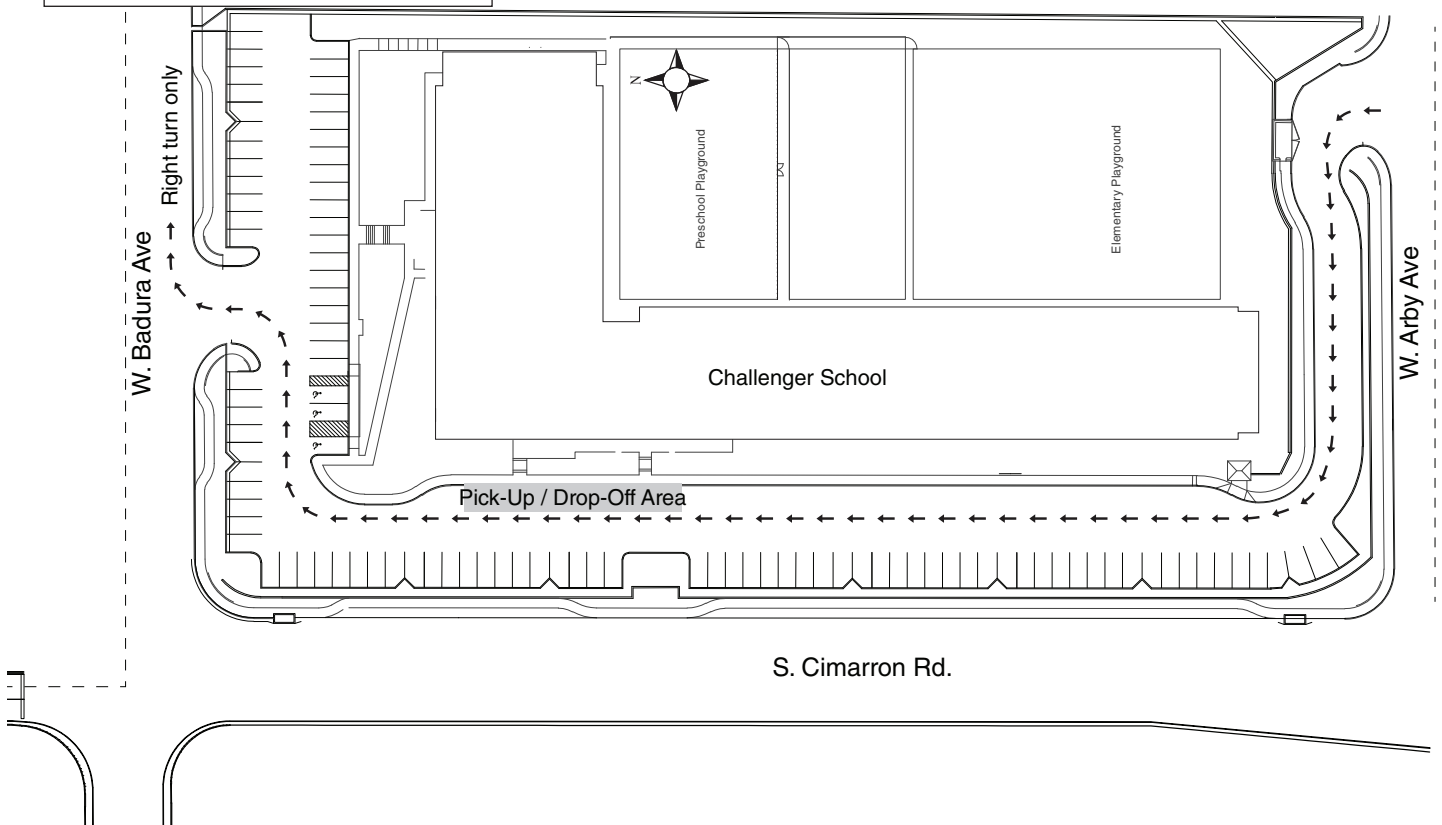 Right turn only
W. Badura Ave
N
Preschool Playground
Elementary Playground
W. Arby Ave
Challenger School
Pick-Up / Drop-Off Area
S. Cimarron Rd.